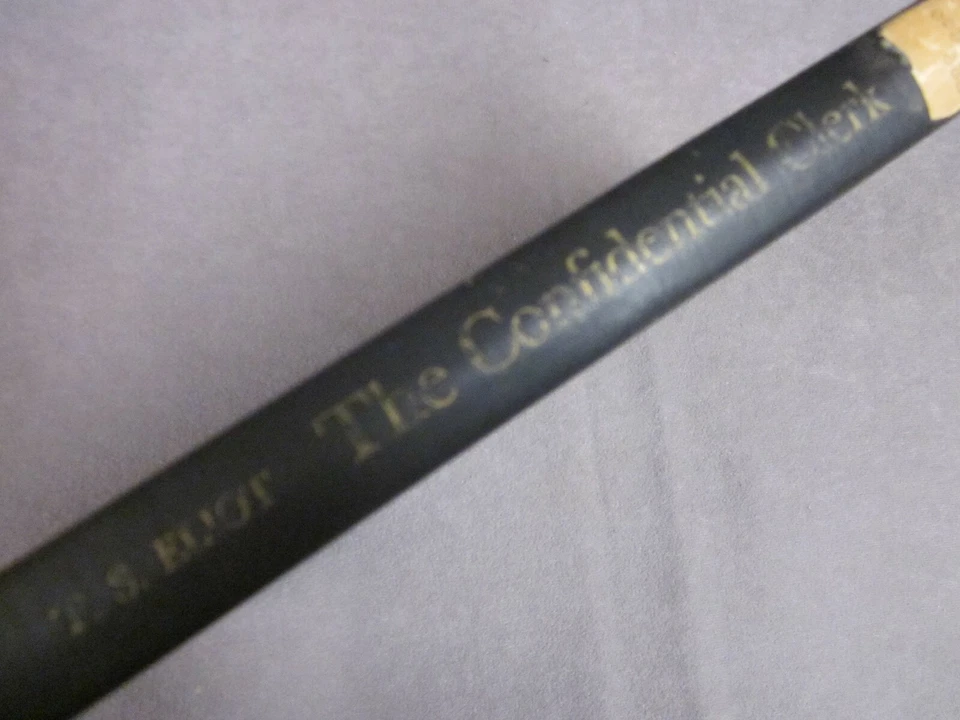 T. S. ELIOT The Confidential Clerk